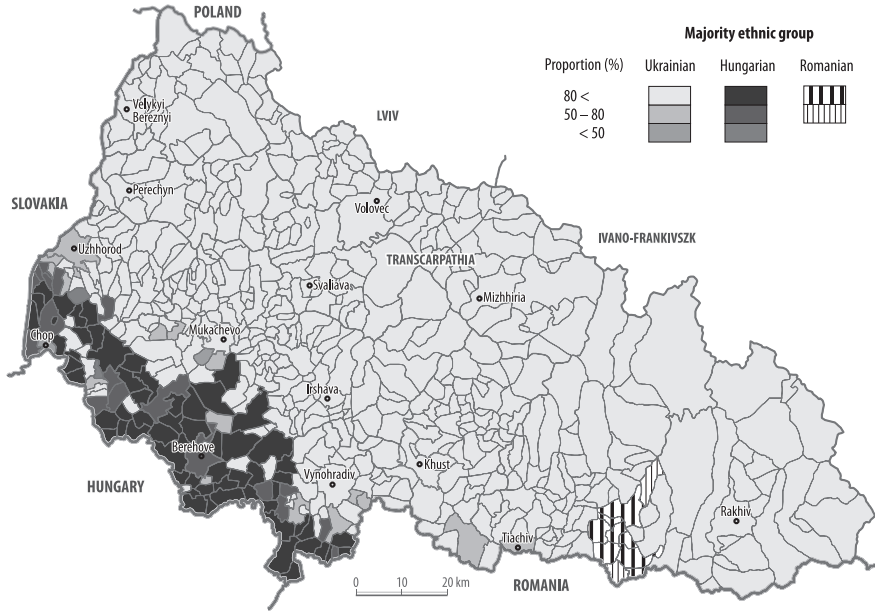 POLAND
Majority ethnic group
Proportion (%)
Ukrainian
Hungarian
Romanian
80 <
50 – 80
< 50
Velykyi
Bereznyi
LVIV
Perechyn
SLOVAKIA
Volovec
IVANO-FRANKIVSZK
Uzhhorod
TRANSCARPATHIA
Svaliava
Mizhhiria
Chop
Mukachevo
Irshava
Berehove
Khust
Vynohradiv
HUNGARY
Rakhiv
Tiachiv
0 10 20 km
ROMANIA